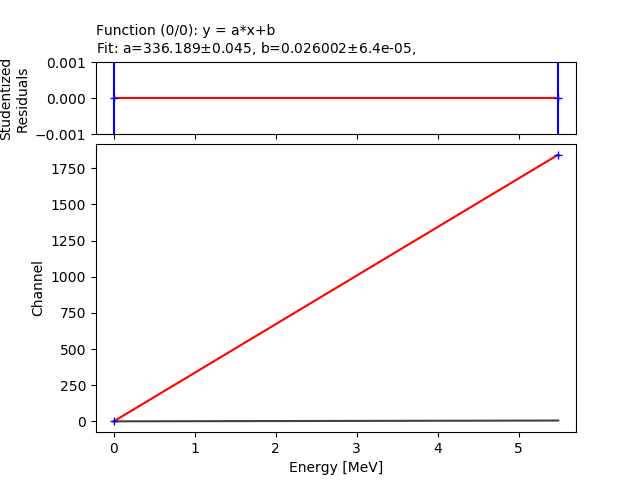 Function (0/0): y = a*x+b
Fit: a=336.189±0.045, b=0.026002±6.4e-05,
Studentized
Residuals
0.001
0.000
−0.001
1750
1500
1250
1000
750
500
250
0
Channel
0 1 2 3 4 5
Energy [MeV]